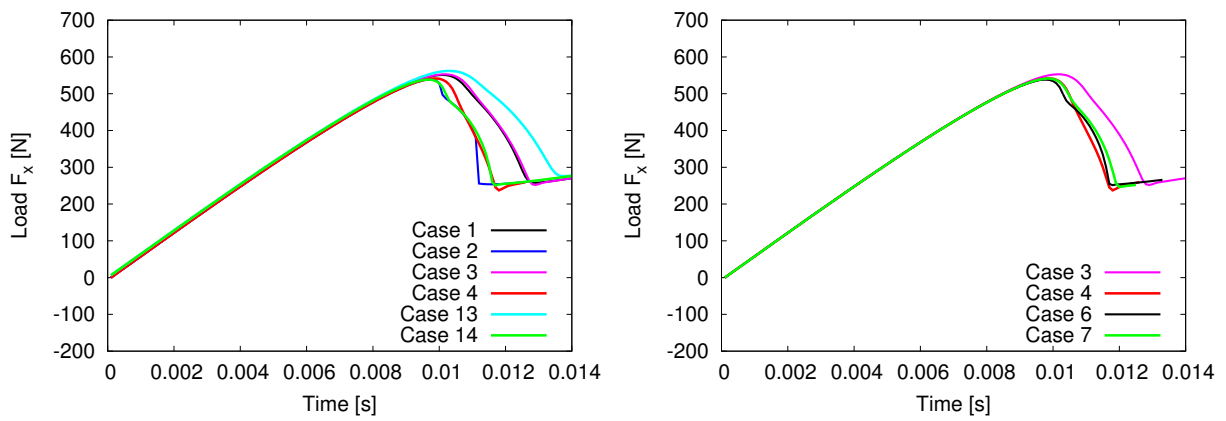 700
600
500
400
300
200
100
0
-100
-200
Load Fx [N]
Case 1
Case 2
Case 3
Case 4
Case 13
Case 14
0 0.002 0.004 0.006 0.008 0.01 0.012 0.014
Time [s]
700
600
500
400
300
200
100
0
-100
-200
Load Fx [N]
Case 3
Case 4
Case 6
Case 7
0 0.002 0.004 0.006 0.008 0.01 0.012 0.014
Time [s]